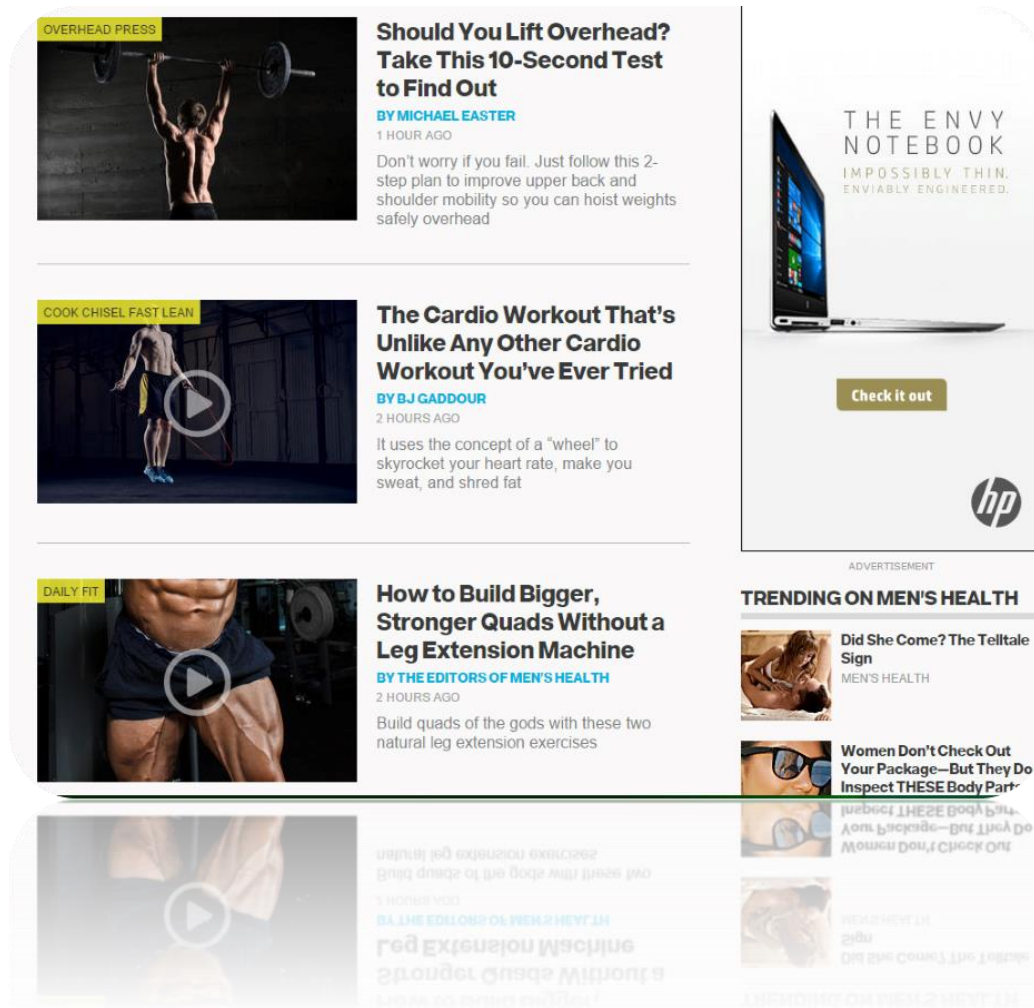 OVERHEAD PRESS
Should You Lift Overhead?
Take This 10-Second Test
to Find Out
BY MICHAEL EASTER
1 HOUR AGO
Don't worry if you fail. Just follow this 2-
step plan to improve upper back and
shoulder mobility so you can hoist weights
safely overhead
COOK CHISEL FAST LEAN
The Cardio Workout That's
Unlike Any Other Cardio
Workout You've Ever Tried
BY BJ GADDOUR
2 HOURS AGO
It uses the concept of a “wheel” to
skyrocket your heart rate, make you
sweat, and shred fat
DAILY FIT
How to Build Bigger,
Stronger Quads Without a
Leg Extension Machine
BY THE EDITORS OF MEN'S HEALTH
2 HOURS AGO
Build quads of the gods with these two
natural leg extension exercises
THE ENVY
NOTEBOOK
IMPOSSIBLY THIN.
ENVIABLY ENGINEERED.
Check it out
hp
ADVERTISEMENT
TRENDING ON MEN'S HEALTH
Did She Come? The Telltale
Sign
MEN'S HEALTH
Women Don't Check Out
Your Package—But They Do
Inspect THESE Body Parts